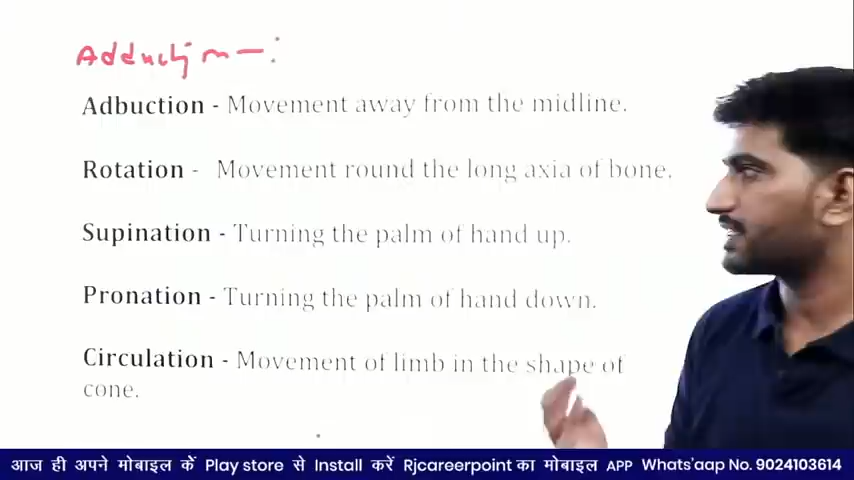 Adduction -:
Adbuction - Movement away from the midline.
Rotation - Movement round the long axia of bone.
Supination - Turning the palm of hand up.
Pronation - Turning the palm of hand down.
Circulation - Movement of limb in the shape of
cone.
आज ही अपने मोबाइल कें Play store से Install करें Rjcareerpoint का मोबाइल APP Whats'aap No. 9024103614